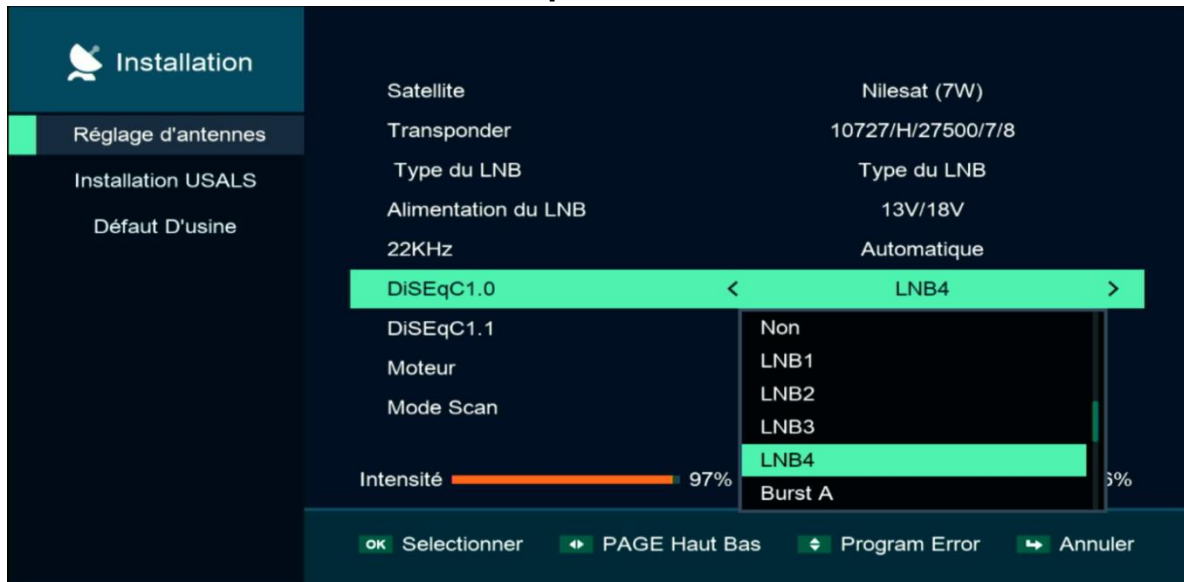 Installation
Réglage d'antennes
Installation USALS
Défaut D'usine
Satellite Nilesat (7W)
Transponder 10727/H/27500/7/8
Type du LNB Type du LNB
Alimentation du LNB 13V/18V
22KHz Automatique
DiSEqC1.0 < LNB4 >
DiSEqC1.1
Moteur
Mode Scan
Non
LNB1
LNB2
LNB3
LNB4
Burst A
Intensité 97%
OK Selectionner PAGE Haut Bas Program Error Annuler